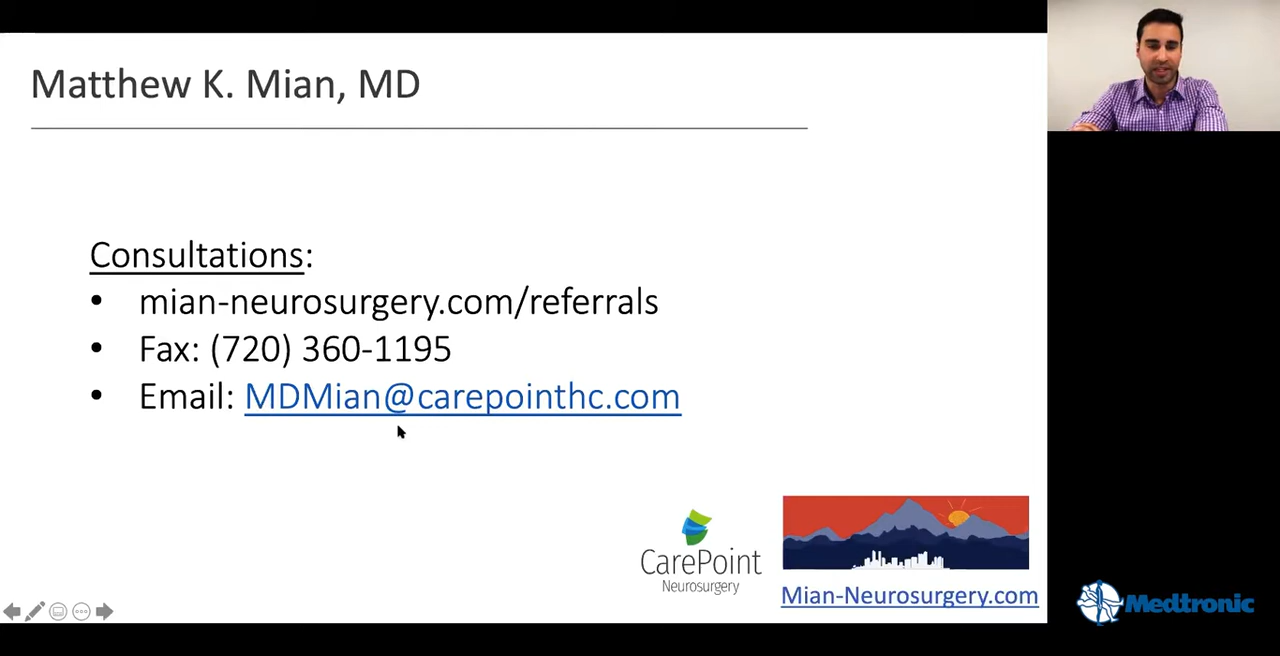 Matthew K. Mian, MD
Consultations:
• mian-neurosurgery.com/referrals
• Fax: (720) 360-1195
• Email: MDMian@carepointhc.com
CarePoint
Neurosurgery
Mian-Neurosurgery.com
Medtronic